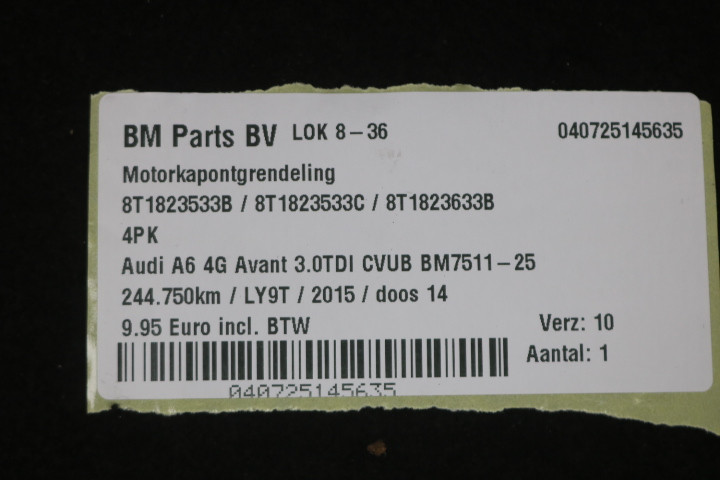 BM Parts BV LOK 8-36 040725145635
Motorkapontgrendeling
8T1823533B / 8T1823533C / 8T1823633B
4PK
Audi A6 4G Avant 3.0TDI CVUB BM7511-25
244.750km / LY9T / 2015 / doos 14
9.95 Euro incl. BTW Verz: 10
Aantal: 1
040725145635